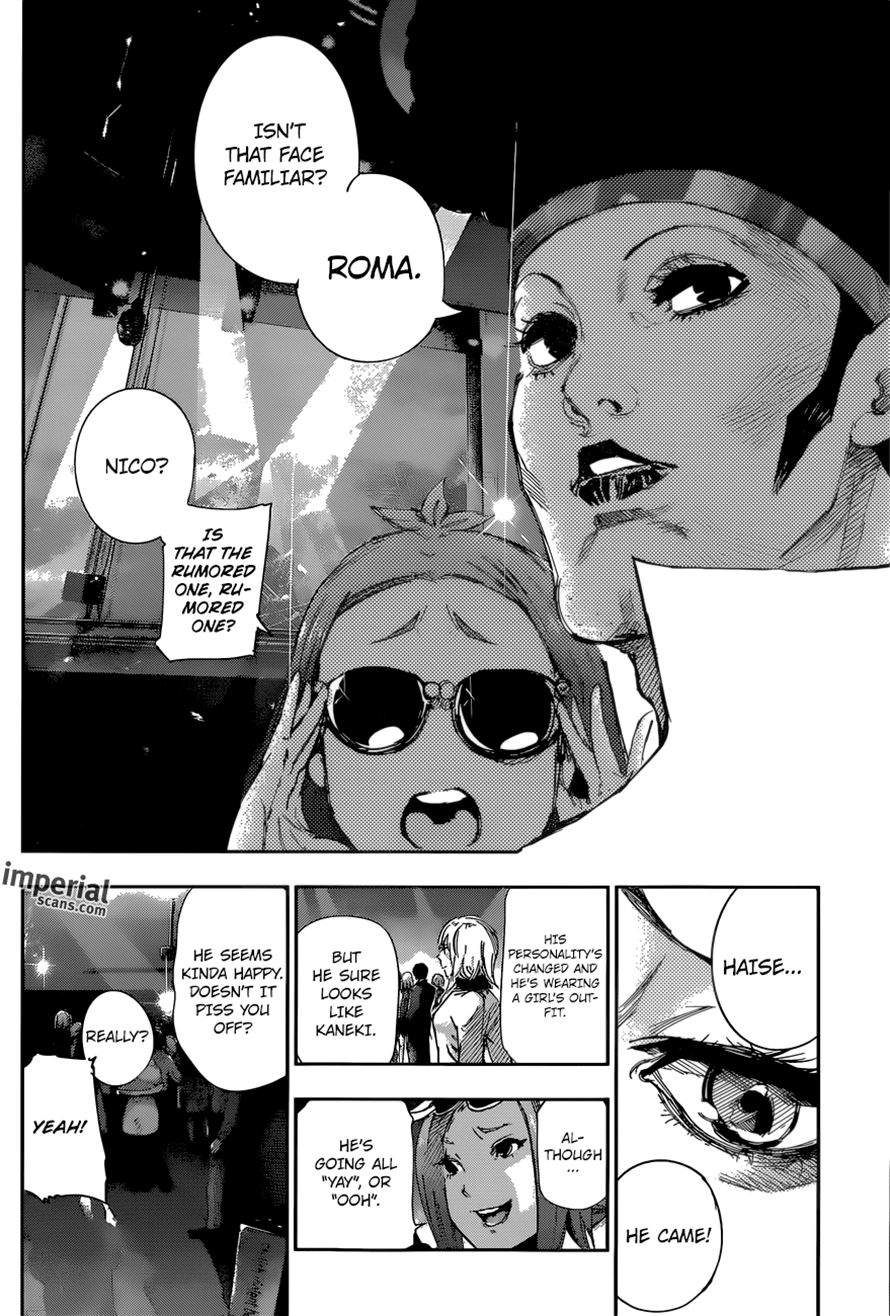 ISN'T
THAT FACE
FAMILIAR?
ROMA.
NICO?
IS
THAT THE
RUMORED
ONE, RU-
MORED
ONE?
imperial
scans.com
HAISE...
HE CAME!
HIS
PERSONALITY'S
CHANGED AND
HE'S WEARING
A GIRL'S OUT-
FIT.
BUT
HE SURE
LOOKS
LIKE
KANEKI.
AL-
THOUGH
...
HE'S
GOING ALL
"YAY", OR
"OOH".
HE SEEMS
KINDA HAPPY.
DOESN'T IT
PISS YOU
OFF?
REALLY?
YEAH!